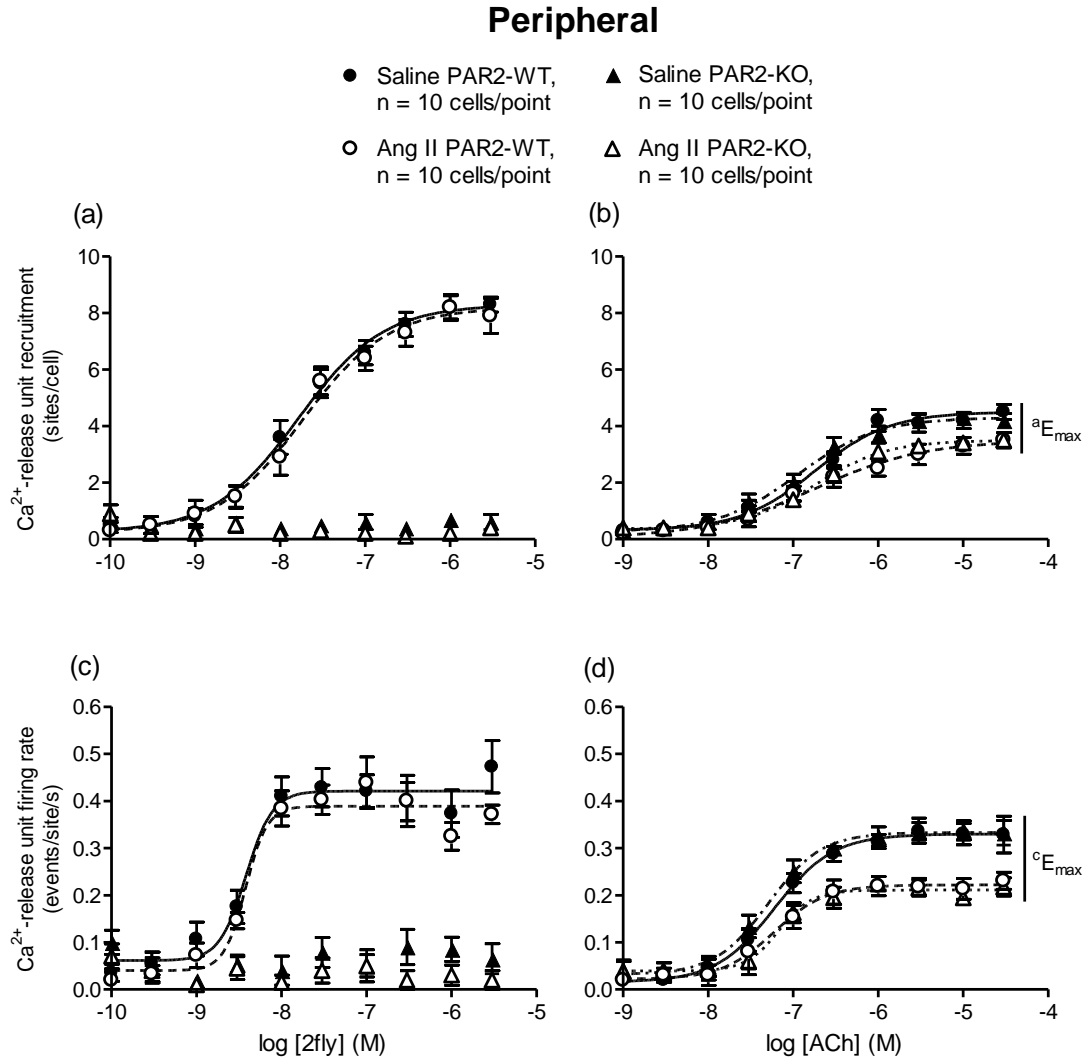 Peripheral
Saline PAR2-WT,
n = 10 cells/point
Saline PAR2-KO,
n = 10 cells/point
Ang II PAR2-WT,
n = 10 cells/point
Ang II PAR2-KO,
n = 10 cells/point
(a)
Ca²⁺-release unit recruitment
(sites/cell)
10
8
6
4
2
0
-10 -9 -8 -7 -6 -5
(b)
10
8
6
4
2
0
-9 -8 -7 -6 -5 -4
ᵃEmax
(c)
Ca²⁺-release unit firing rate
(events/site/s)
0.6
0.5
0.4
0.3
0.2
0.1
0.0
-10 -9 -8 -7 -6 -5
log [2fly] (M)
(d)
0.6
0.5
0.4
0.3
0.2
0.1
0.0
-9 -8 -7 -6 -5 -4
log [ACh] (M)
ᶜEmax